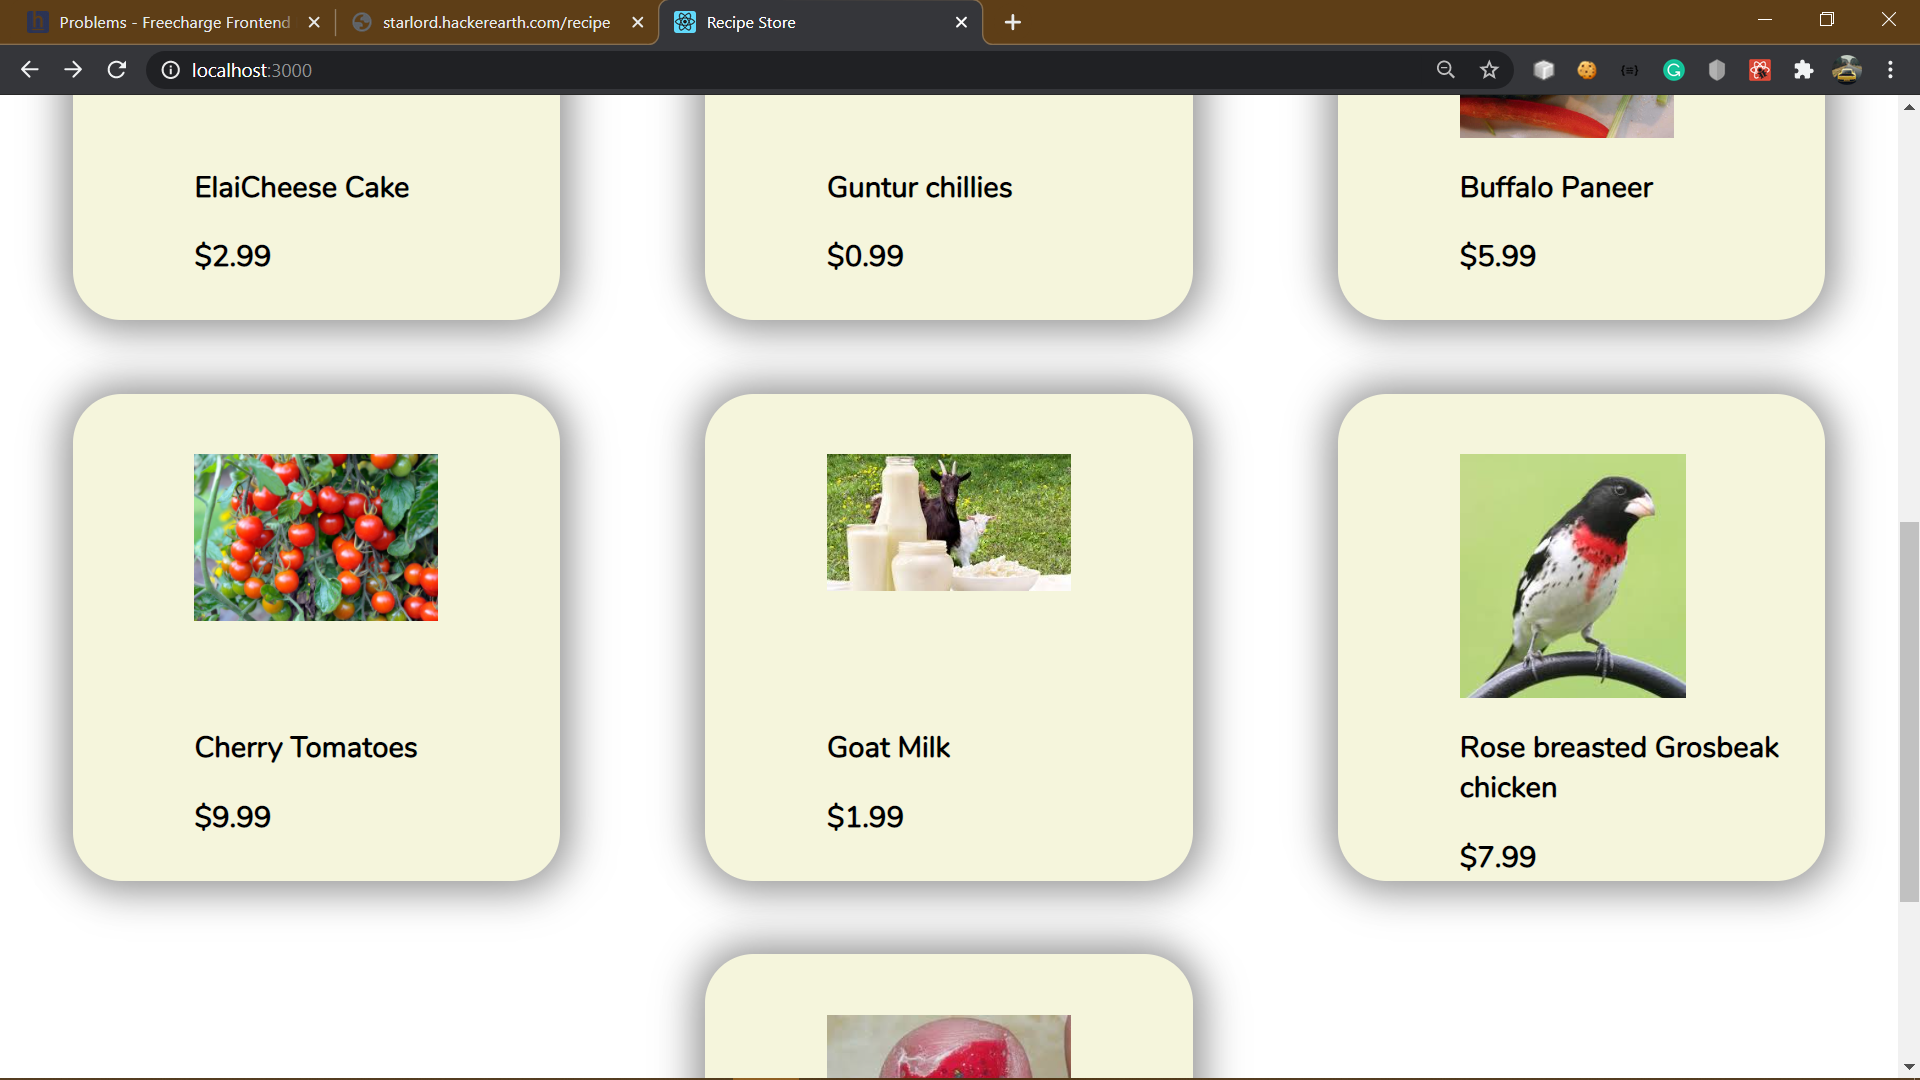 Problems - Freecharge Frontend
starlord.hackerearth.com/recipe
Recipe Store
localhost:3000
ElaiCheese Cake
$2.99
Guntur chillies
$0.99
Buffalo Paneer
$5.99
Cherry Tomatoes
$9.99
Goat Milk
$1.99
Rose breasted Grosbeak
chicken
$7.99